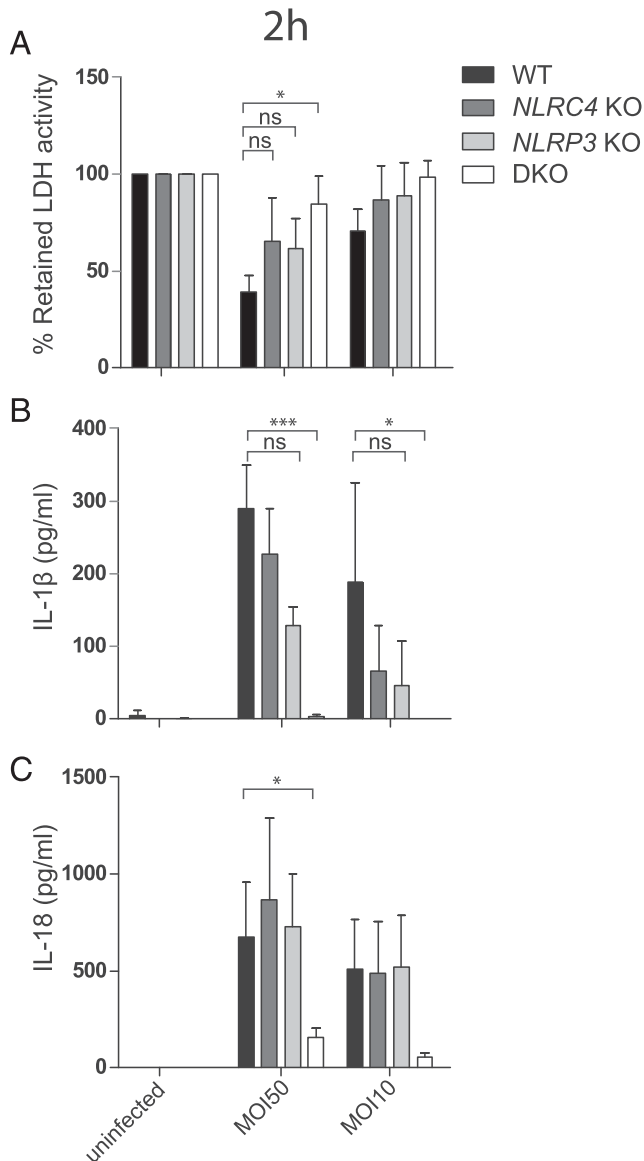 2h
A
WT
NLRC4 KO
NLRP3 KO
DKO
% Retained LDH activity
150
100
50
0
*
ns
ns
B
IL-1β (pg/ml)
400
300
200
100
0
***
ns
*
ns
C
IL-18 (pg/ml)
1500
1000
500
0
*
uninfected
MOI50
MOI10